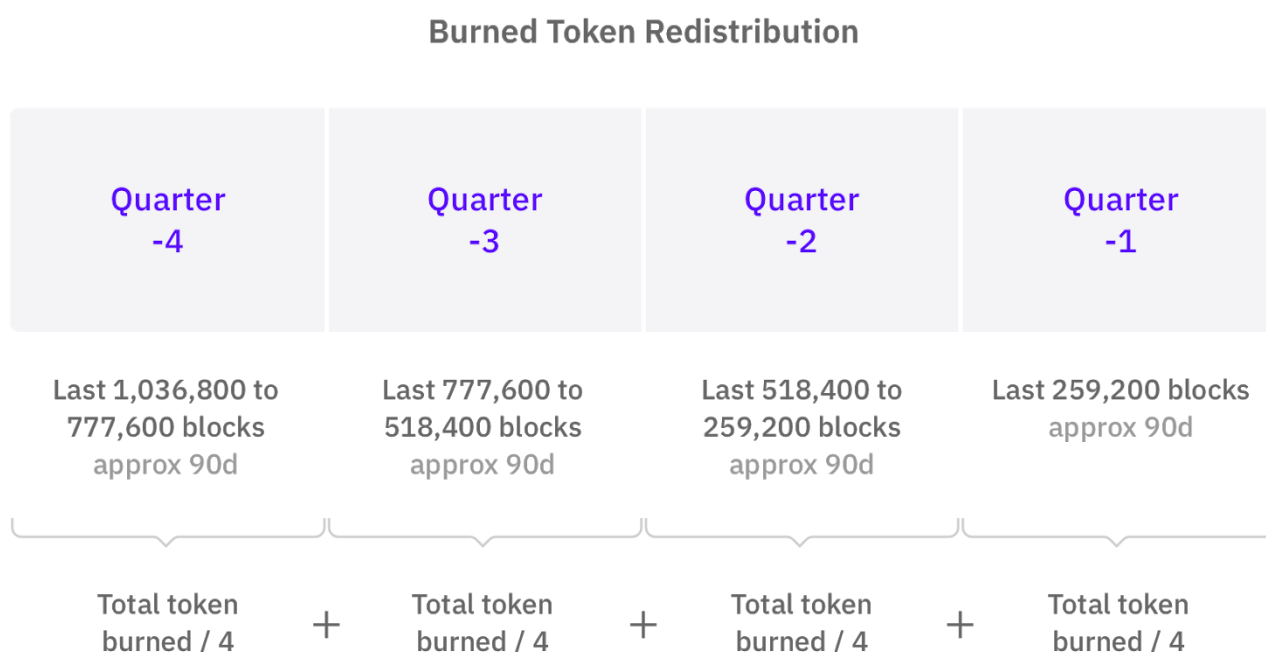 Burned Token Redistribution
Quarter
-4
Quarter
-3
Quarter
-2
Quarter
-1
Last 1,036,800 to
777,600 blocks
approx 90d
Last 777,600 to
518,400 blocks
approx 90d
Last 518,400 to
259,200 blocks
approx 90d
Last 259,200 blocks
approx 90d
Total token
burned / 4
+
Total token
burned / 4
+
Total token
burned / 4
+
Total token
burned / 4